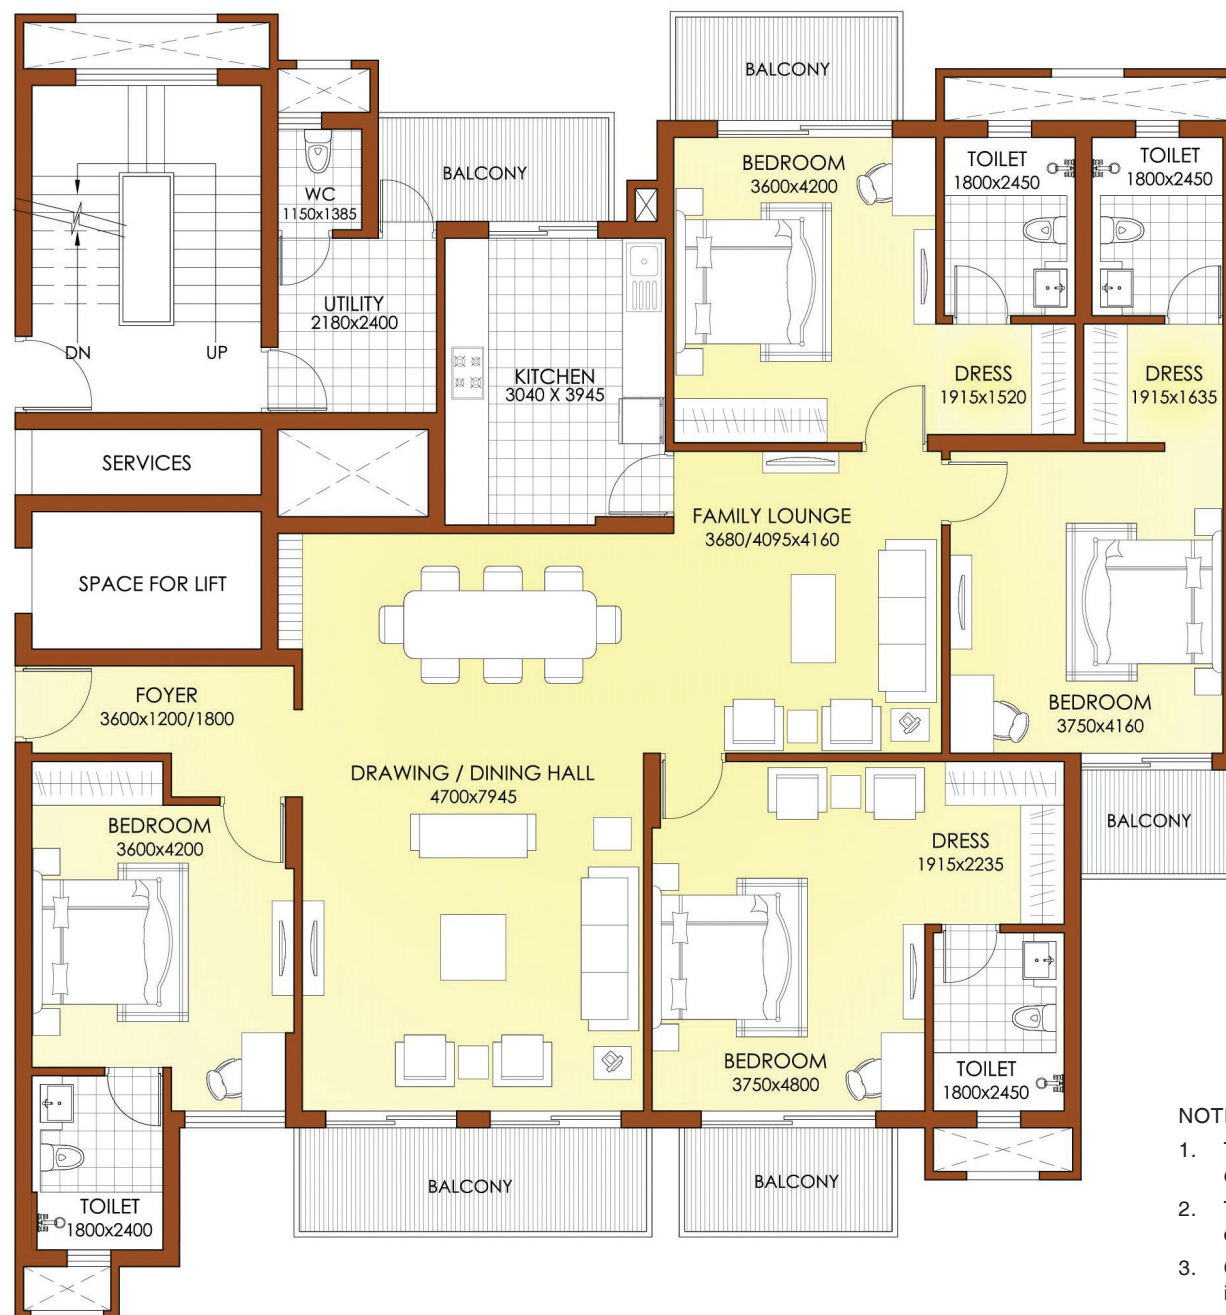 BALCONY
BEDROOM
3600x4200
TOILET
1800x2450
TOILET
1800x2450
BALCONY
WC
1150x1385
UTILITY
2180x2400
DN
UP
KITCHEN
3040 X 3945
DRESS
1915x1520
DRESS
1915x1635
SERVICES
FAMILY LOUNGE
3680/4095x4160
SPACE FOR LIFT
FOYER
3600x1200/1800
BEDROOM
3750x4160
DRAWING / DINING HALL
4700x7945
BEDROOM
3600x4200
DRESS
1915x2235
BALCONY
BEDROOM
3750x4800
TOILET
1800x2450
BALCONY
BALCONY
TOILET
1800x2400
1.
2.
3.